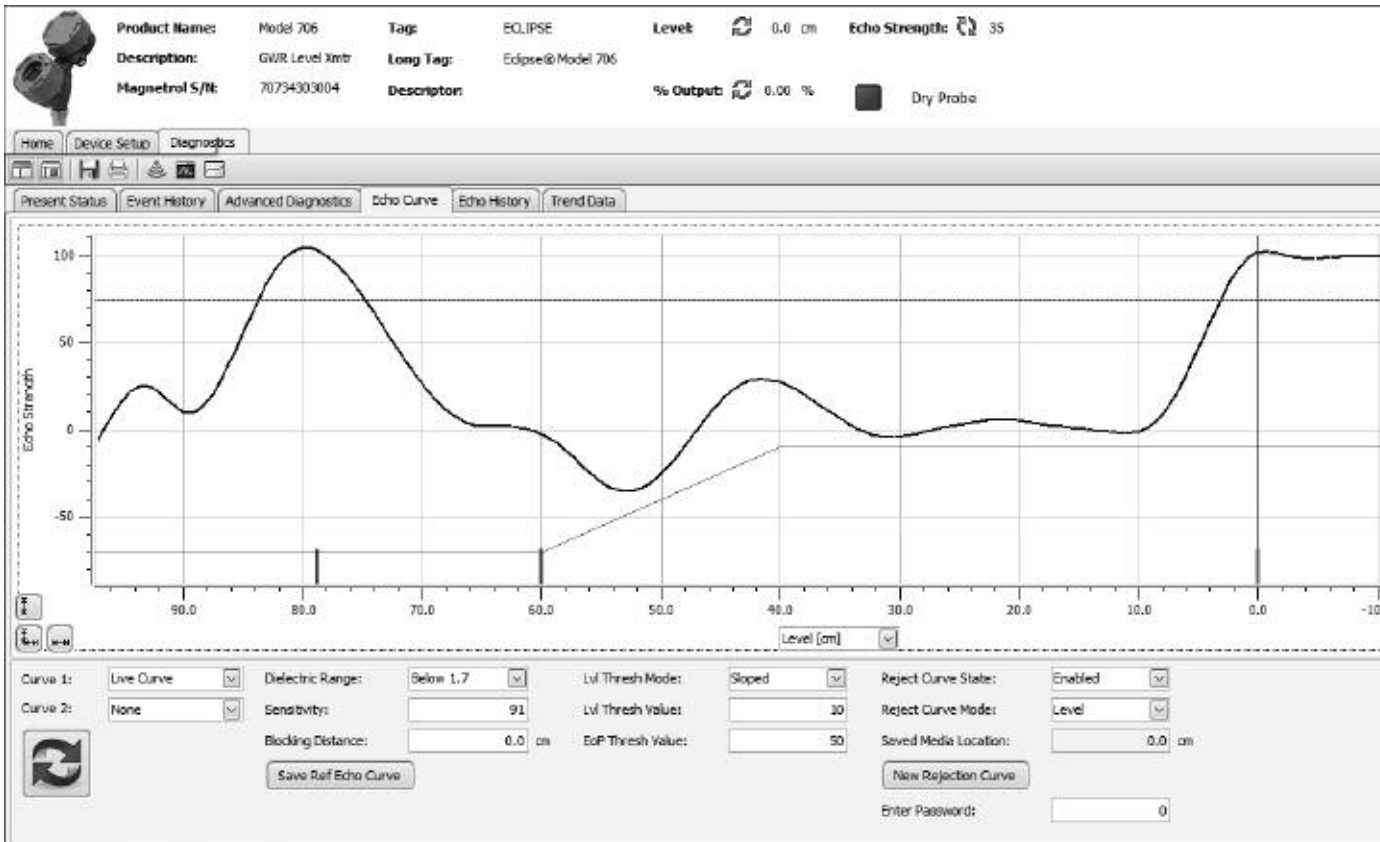 Product Name: Model 706 Tag: ECLIPSE Level: 0.0 cm Echo Strength: 35
Description: GWR Level Xmtr Long Tag: Eclipse® Model 706
Magnetrol S/N: 70734303004 Descriptor: % Output: 0.00 % Dry Probe
Home Device Setup Diagnostics
Present Status Event History Advanced Diagnostics Echo Curve Echo History Trend Data
100
50
Echo Strength
0
-50
90.0 80.0 70.0 60.0 50.0 40.0 30.0 20.0 10.0 0.0 -10
Level [cm]
Curve 1: Live Curve Dielectric Range: Below 1.7 Lvl Thresh Mode: Sloped Reject Curve State: Enabled
Curve 2: None Sensitivity: 91 Lvl Thresh Value: 10 Reject Curve Mode: Level
Blocking Distance: 0.0 cm EoP Thresh Value: 50 Saved Media Location: 0.0 cm
Save Ref Echo Curve New Rejection Curve
Enter Password: 0